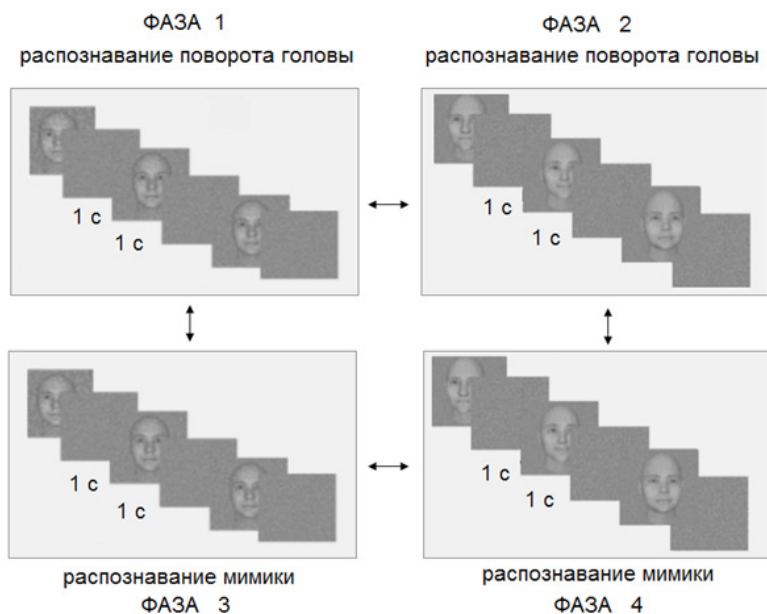 ФАЗА 1
распознавание поворота головы
ФАЗА 2
распознавание поворота головы
1 с
1 с
1 с
1 с
1 с
1 с
1 с
1 с
распознавание мимики
ФАЗА 3
распознавание мимики
ФАЗА 4